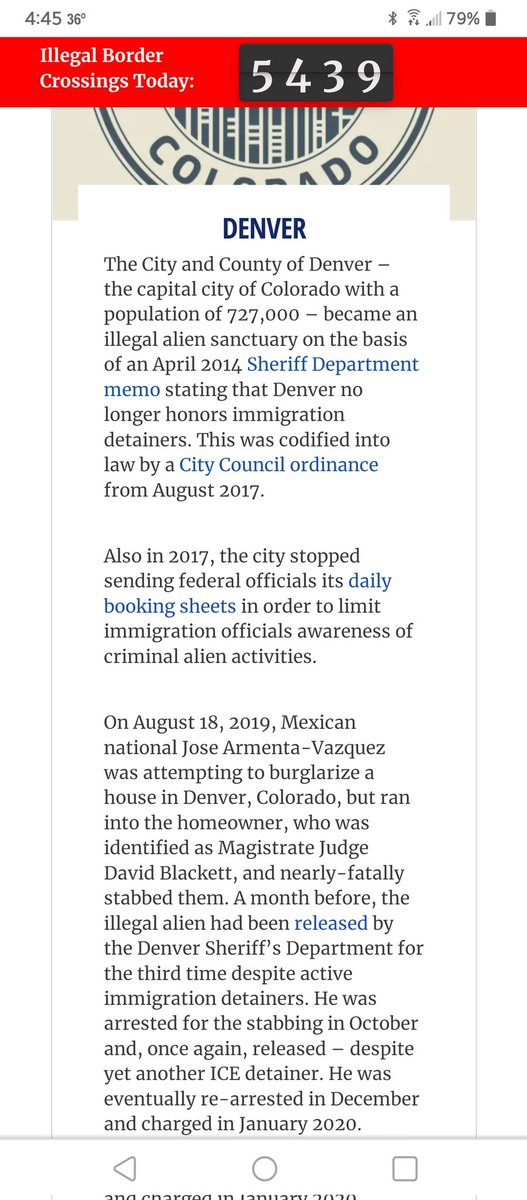 4:45 36°
79%
Illegal Border
Crossings Today:
5439
COLORADO
DENVER
The City and County of Denver –
the capital city of Colorado with a
population of 727,000 – became an
illegal alien sanctuary on the basis
of an April 2014 Sheriff Department
memo stating that Denver no
longer honors immigration
detainers. This was codified into
law by a City Council ordinance
from August 2017.
Also in 2017, the city stopped
sending federal officials its daily
booking sheets in order to limit
immigration officials awareness of
criminal alien activities.
On August 18, 2019, Mexican
national Jose Armenta-Vazquez
was attempting to burglarize a
house in Denver, Colorado, but ran
into the homeowner, who was
identified as Magistrate Judge
David Blackett, and nearly-fatally
stabbed them. A month before, the
illegal alien had been released by
the Denver Sheriff’s Department for
the third time despite active
immigration detainers. He was
arrested for the stabbing in October
and, once again, released – despite
yet another ICE detainer. He was
eventually re-arrested in December
and charged in January 2020.
and charged in January 2020.